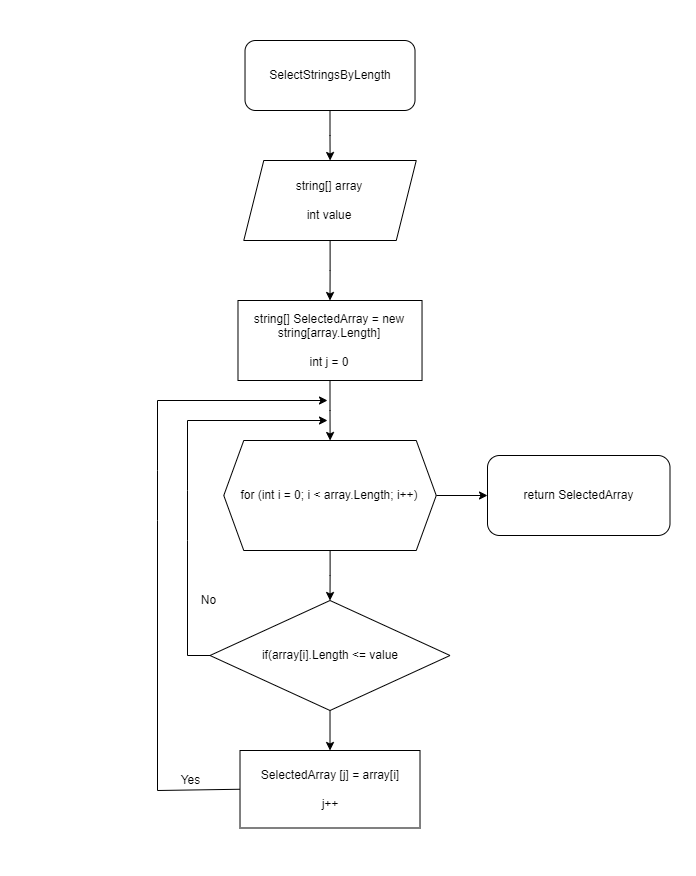 SelectStringsByLength
string[] array
int value
string[] SelectedArray = new
string[array.Length]
int j = 0
for (int i = 0; i < array.Length; i++)
return SelectedArray
No
if(array[i].Length <= value
Yes
SelectedArray [j] = array[i]
j++